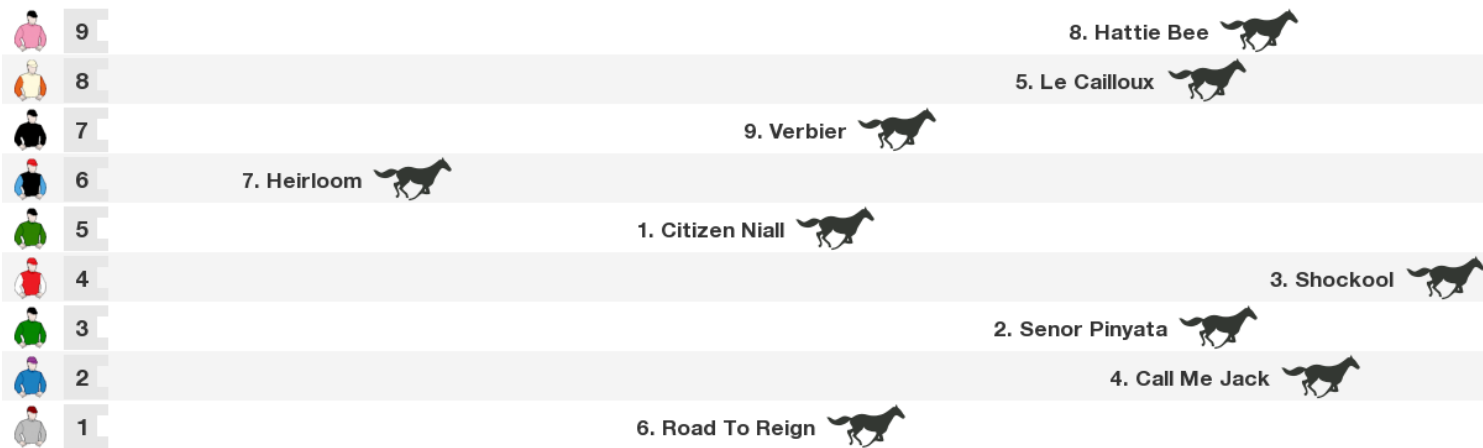 9 8. Hattie Bee
8 5. Le Cailloux
7 9. Verbier
6 7. Heirloom
5 1. Citizen Niall
4 3. Shockool
3 2. Senor Pinyata
2 4. Call Me Jack
1 6. Road To Reign